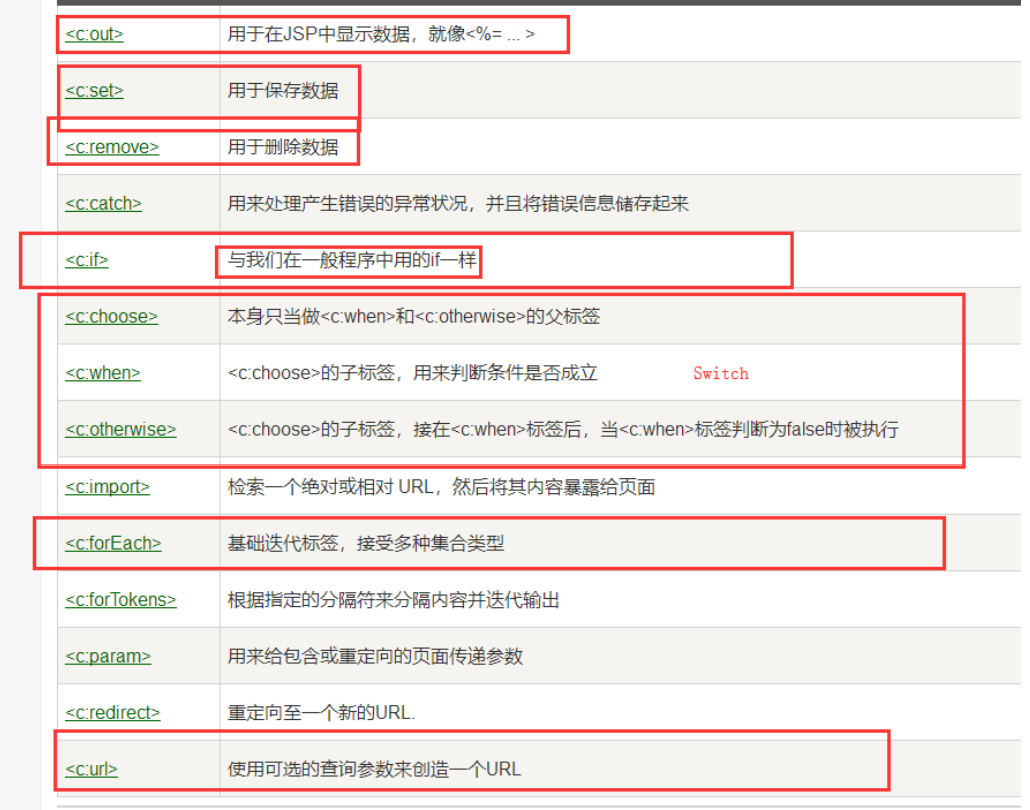 <c:out> 用于在JSP中显示数据，就像<%= ... >
<c:set> 用于保存数据
<c:remove> 用于删除数据
<c:catch> 用来处理产生错误的异常状况，并且将错误信息储存起来
<c:if> 与我们在一般程序中用的if一样
<c:choose> 本身只当做<c:when>和<c:otherwise>的父标签
<c:when> <c:choose>的子标签，用来判断条件是否成立 Switch
<c:otherwise> <c:choose>的子标签，接在<c:when>标签后，当<c:when>标签判断为false时被执行
<c:import> 检索一个绝对或相对 URL，然后将其内容暴露给页面
<c:forEach> 基础迭代标签，接受多种集合类型
<c:forTokens> 根据指定的分隔符来分隔内容并迭代输出
<c:param> 用来给包含或重定向的页面传递参数
<c:redirect> 重定向至一个新的URL.
<c:url> 使用可选的查询参数来创造一个URL